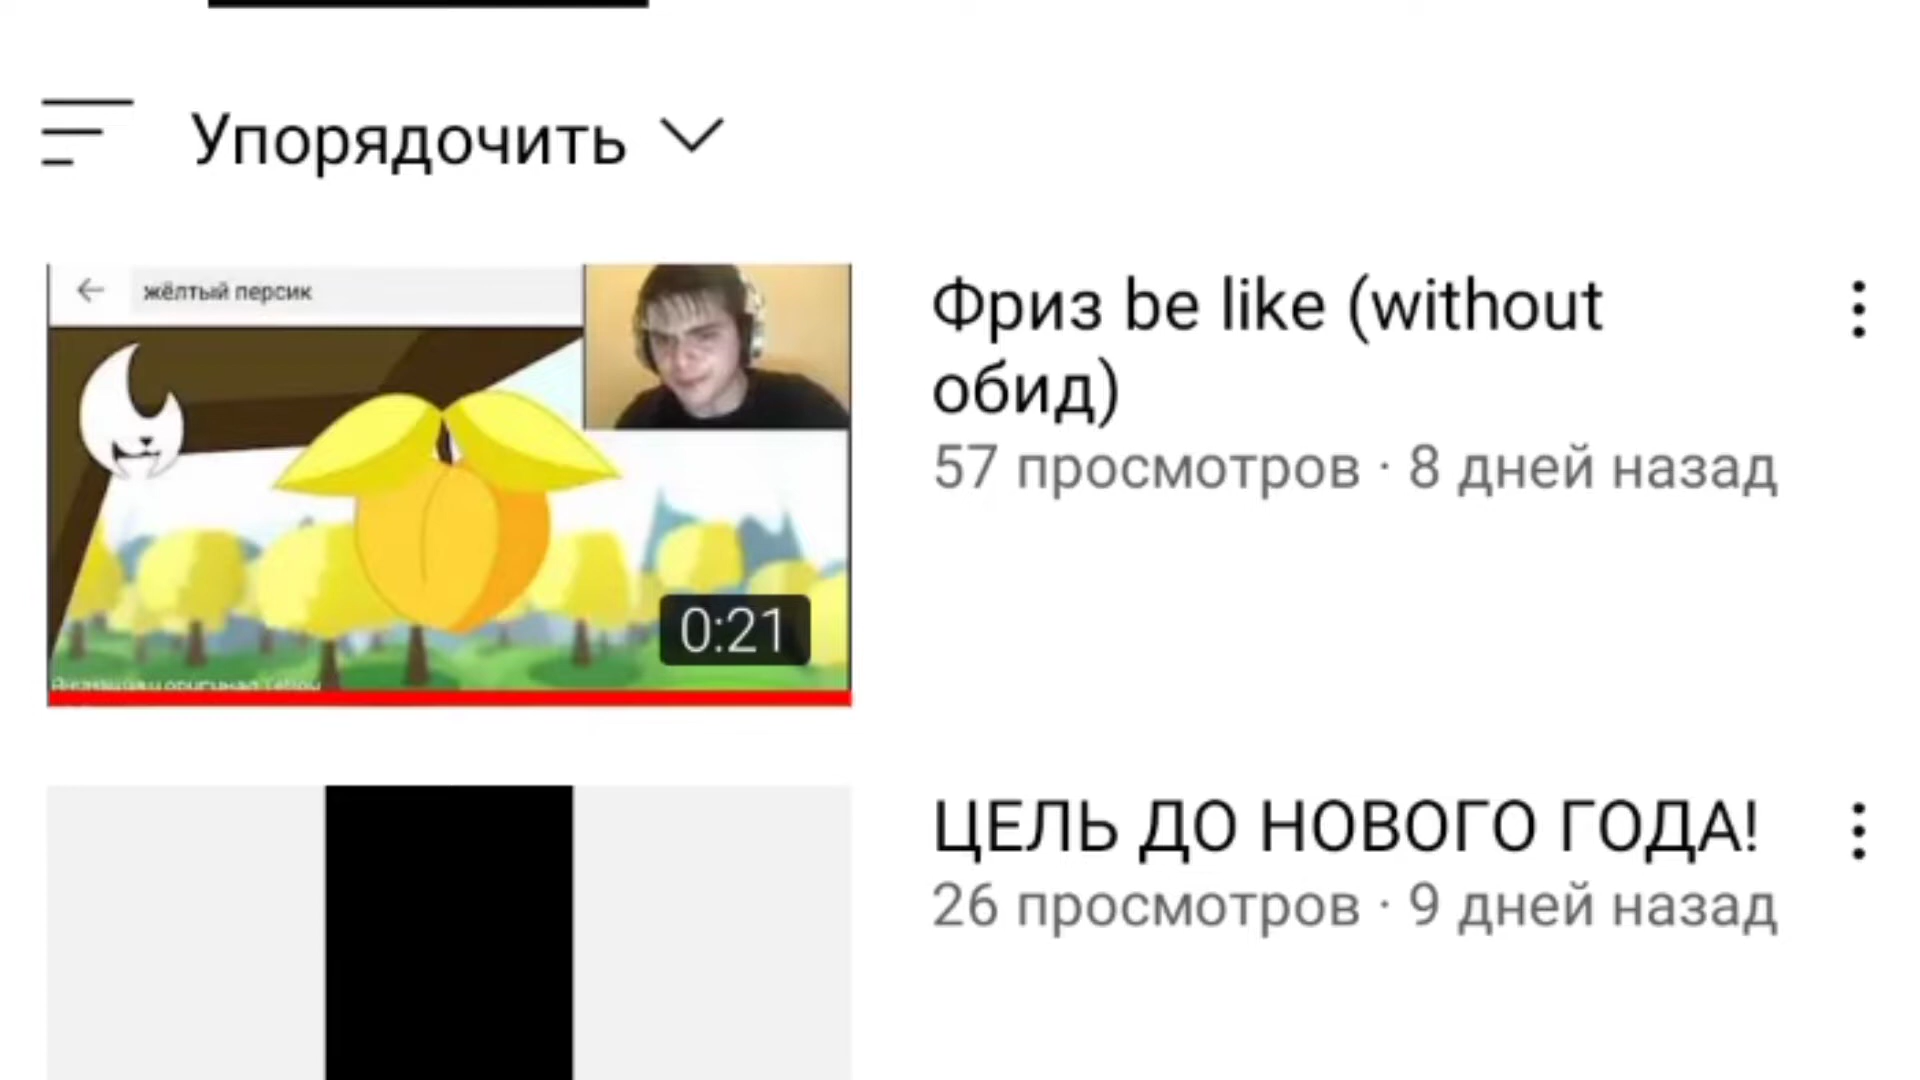 Упорядочить
жёлтый персик
Фриз be like (without
обид)
57 просмотров · 8 дней назад
0:21
ЦЕЛЬ ДО НОВОГО ГОДА!
26 просмотров · 9 дней назад